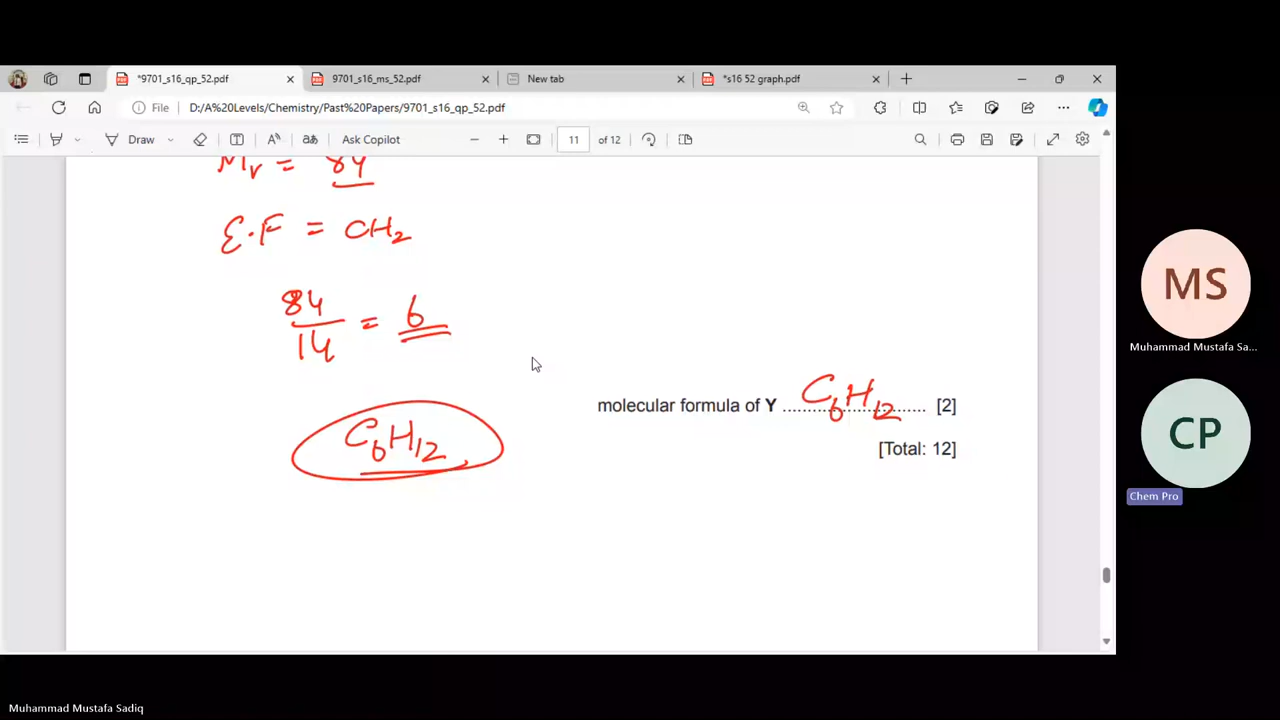 *9701_s16_qp_52.pdf
9701_s16_ms_52.pdf
New tab
*s16 52 graph.pdf
File
D:/A%20Levels/Chemistry/Past%20Papers/9701_s16_qp_52.pdf
Draw
aあ
Ask Copilot
11 of 12
Mr = 84
E.F = CH2
84
14
= 6
C6H12
molecular formula of Y C6H12 [2]
[Total: 12]
MS
Muhammad Mustafa Sa...
CP
Chem Pro
Muhammad Mustafa Sadiq